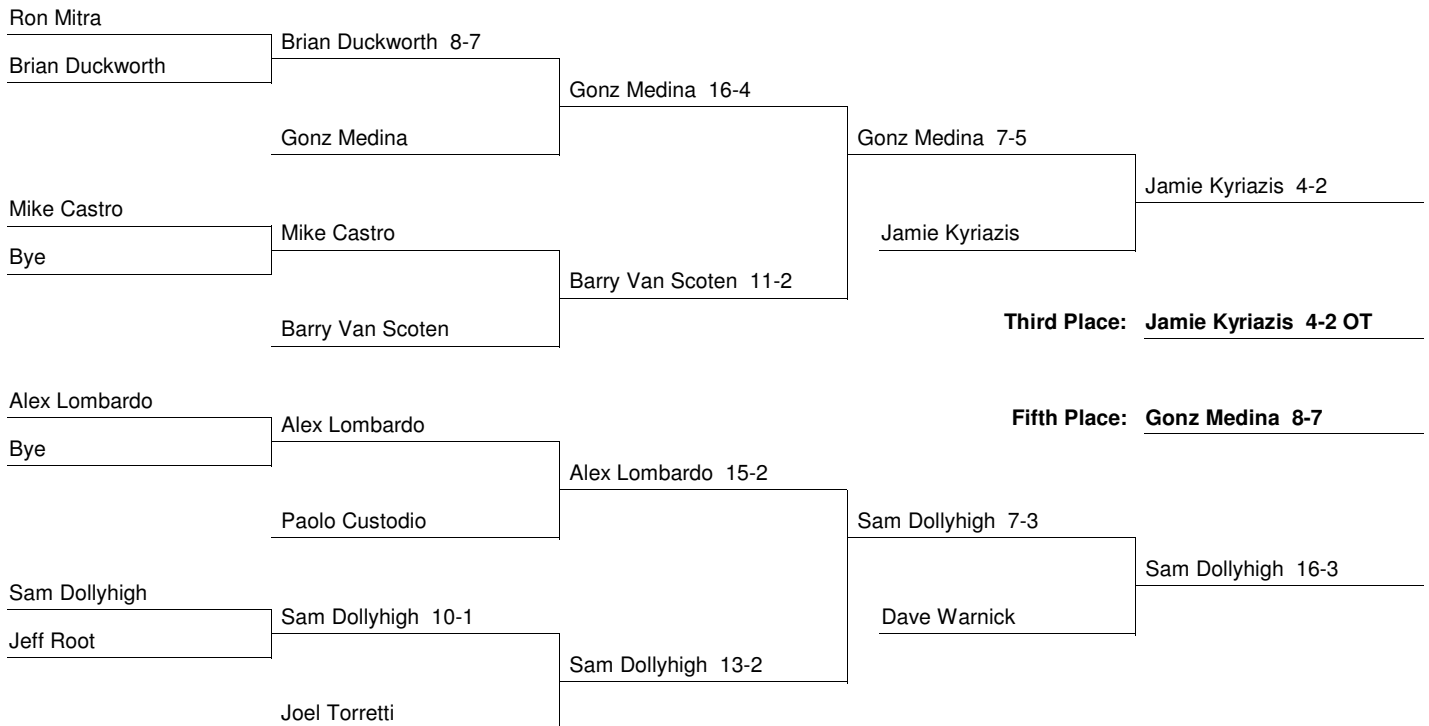 Ron Mitra
Brian Duckworth 8-7
Brian Duckworth
Gonz Medina 16-4
Gonz Medina
Gonz Medina 7-5
Jamie Kyriazis 4-2
Mike Castro
Mike Castro
Jamie Kyriazis
Bye
Barry Van Scoten 11-2
Barry Van Scoten
Third Place: Jamie Kyriazis 4-2 OT
Alex Lombardo
Alex Lombardo
Fifth Place: Gonz Medina 8-7
Bye
Alex Lombardo 15-2
Paolo Custodio
Sam Dollyhigh 7-3
Sam Dollyhigh 16-3
Sam Dollyhigh
Sam Dollyhigh 10-1
Dave Warnick
Jeff Root
Sam Dollyhigh 13-2
Joel Torretti